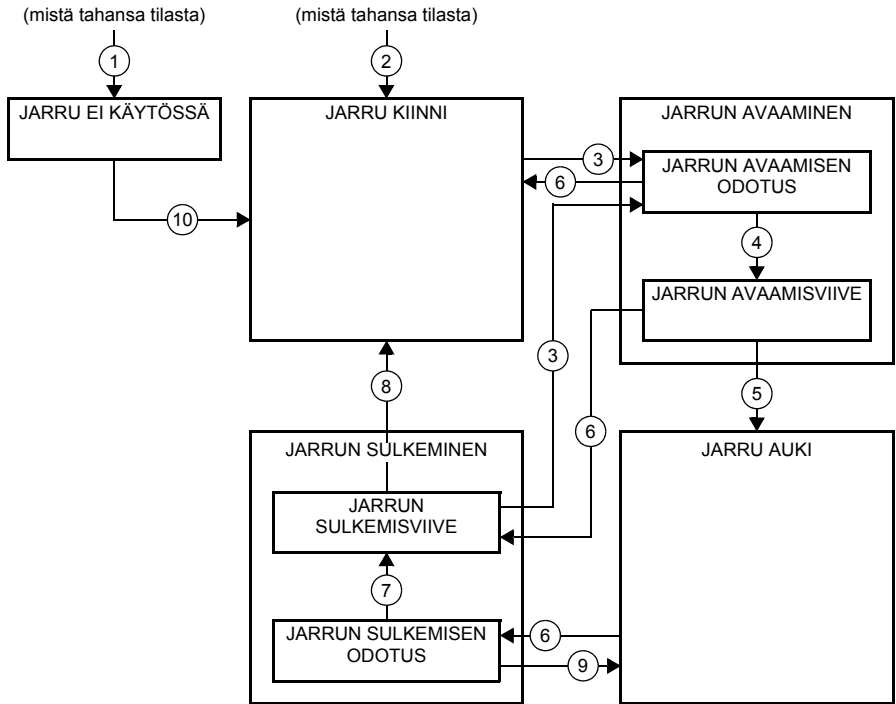 (mistä tahansa tilasta)
(mistä tahansa tilasta)
1
2
JARRU EI KÄYTÖSSÄ
JARRU KIINNI
JARRUN AVAAMINEN
3
JARRUN AVAAMISEN
ODOTUS
6
10
4
JARRUN AVAAMISVIIVE
3
8
5
6
JARRUN SULKEMINEN
JARRU AUKI
JARRUN
SULKEMISVIIVE
7
JARRUN SULKEMISEN
ODOTUS
6
9